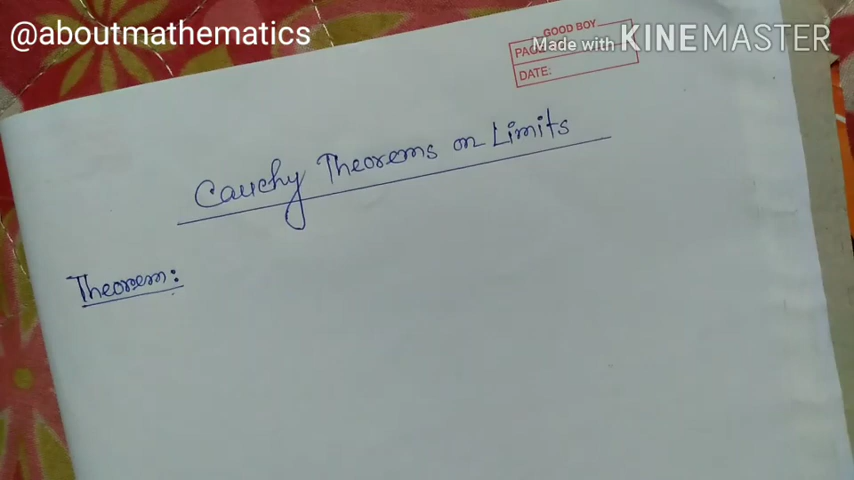 @aboutmathematics
GOOD BOY
Made with KINEMASTER
DATE:
Cauchy Theorems on Limits
Theorem: